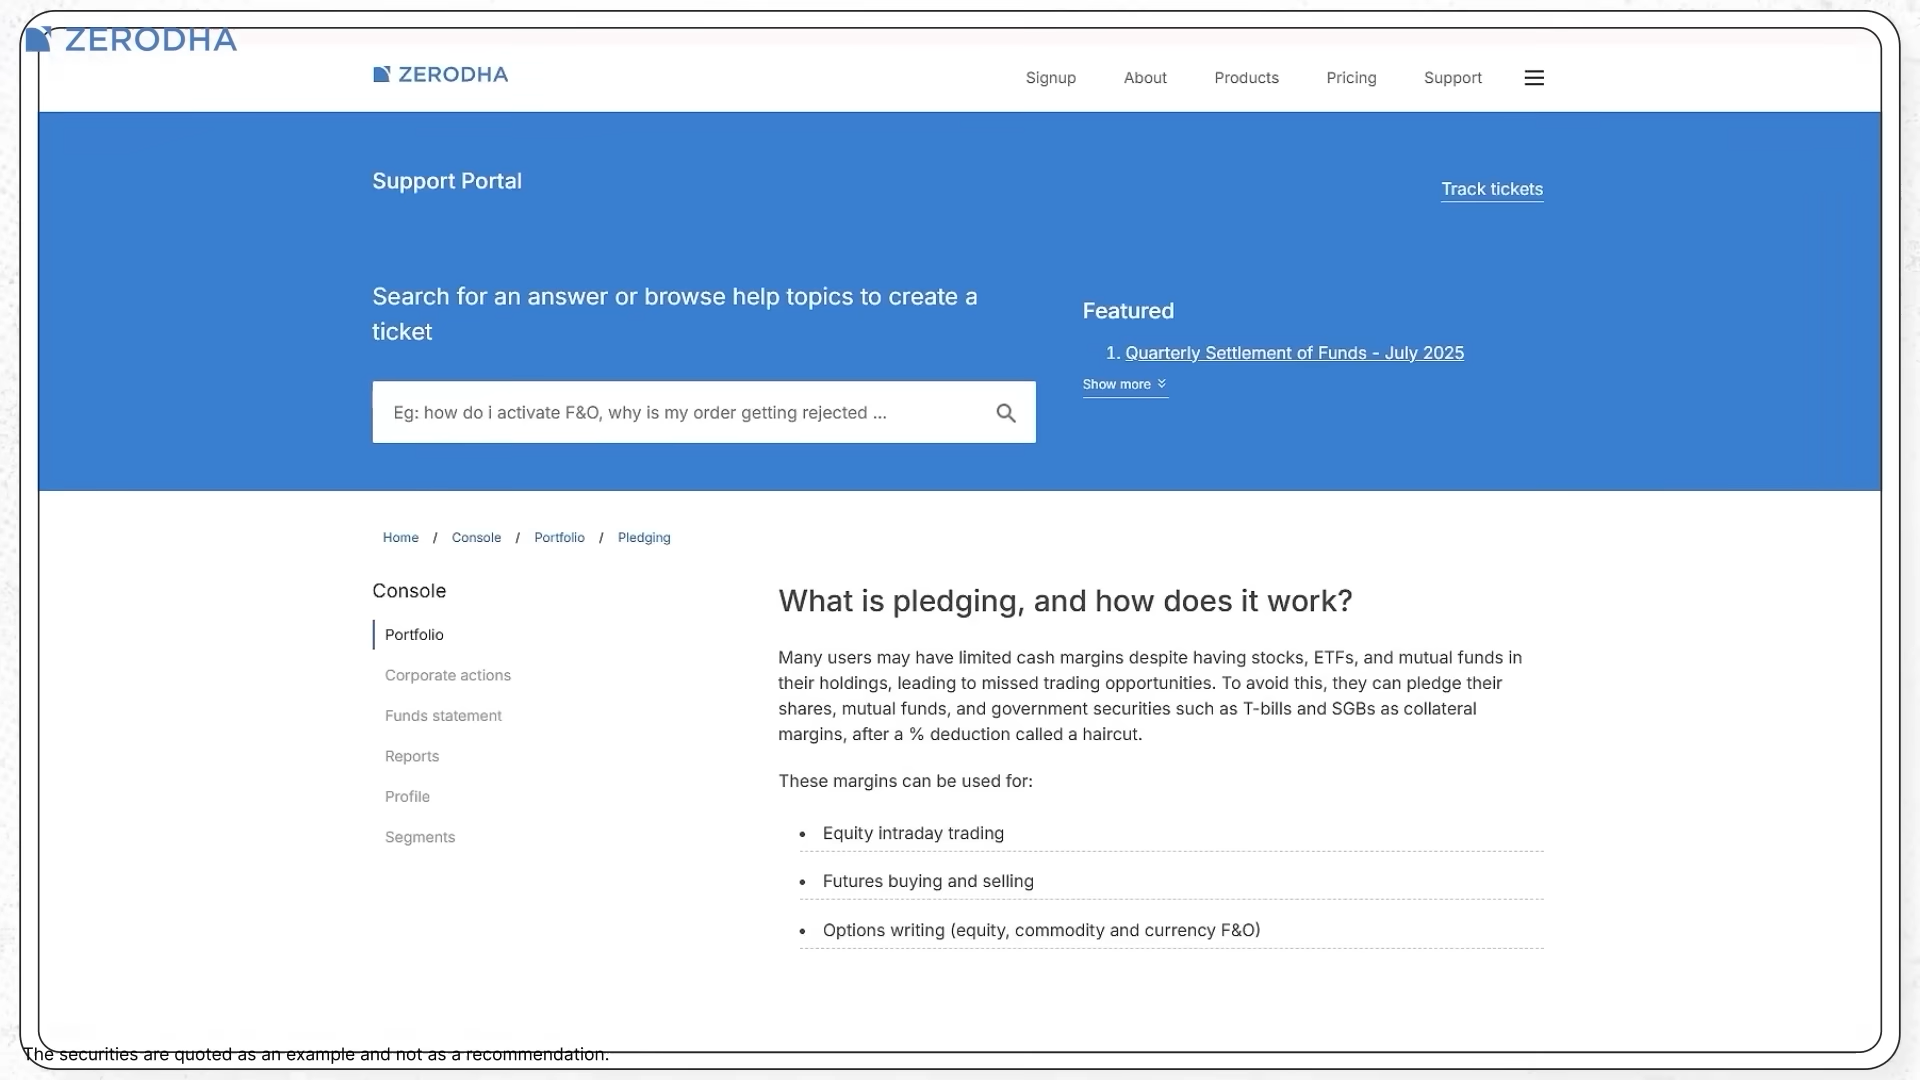 ZERODHA
ZERODHA
Signup About Products Pricing Support
Support Portal
Track tickets
Search for an answer or browse help topics to create a
ticket
Eg: how do i activate F&O, why is my order getting rejected ...
Featured
1. Quarterly Settlement of Funds - July 2025
Show more
Home / Console / Portfolio / Pledging
Console
Portfolio
Corporate actions
Funds statement
Reports
Profile
Segments
What is pledging, and how does it work?
Many users may have limited cash margins despite having stocks, ETFs, and mutual funds in
their holdings, leading to missed trading opportunities. To avoid this, they can pledge their
shares, mutual funds, and government securities such as T-bills and SGBs as collateral
margins, after a % deduction called a haircut.
These margins can be used for:
• Equity intraday trading
• Futures buying and selling
• Options writing (equity, commodity and currency F&O)
The securities are quoted as an example and not as a recommendation.